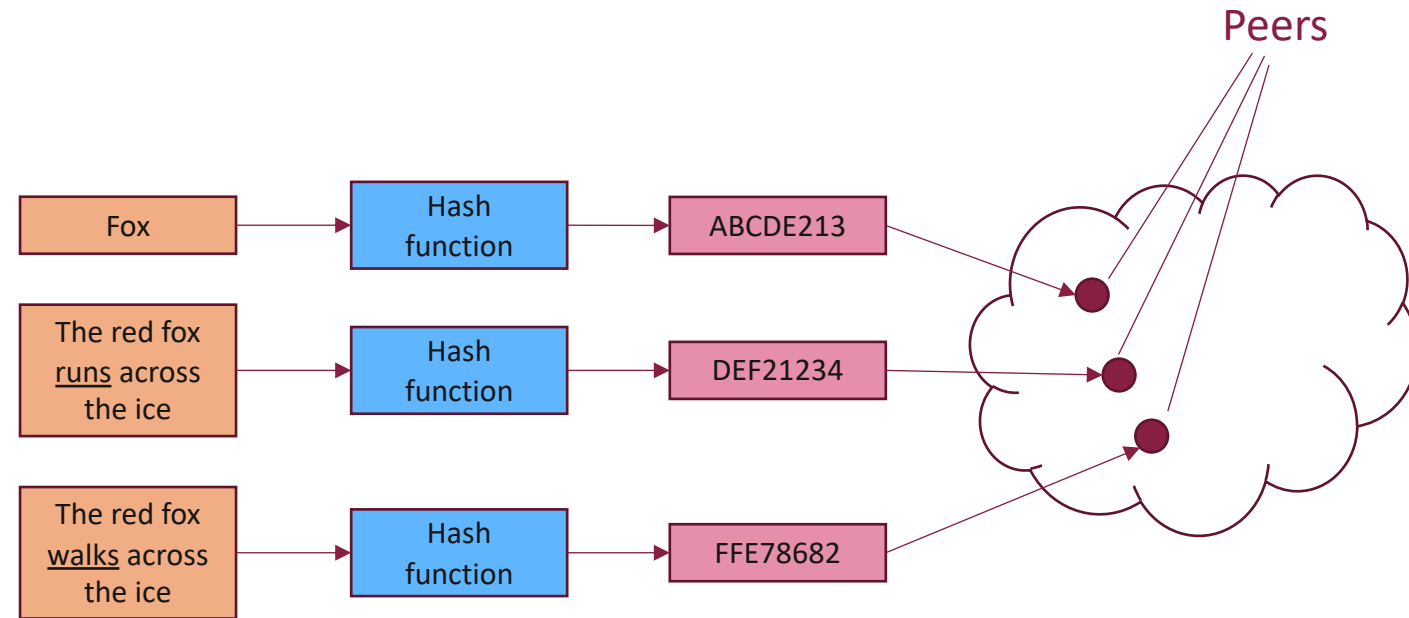 Peers
Fox
Hash
function
ABCDE213
The red fox
runs across
the ice
Hash
function
DEF21234
The red fox
walks across
the ice
Hash
function
FFE78682